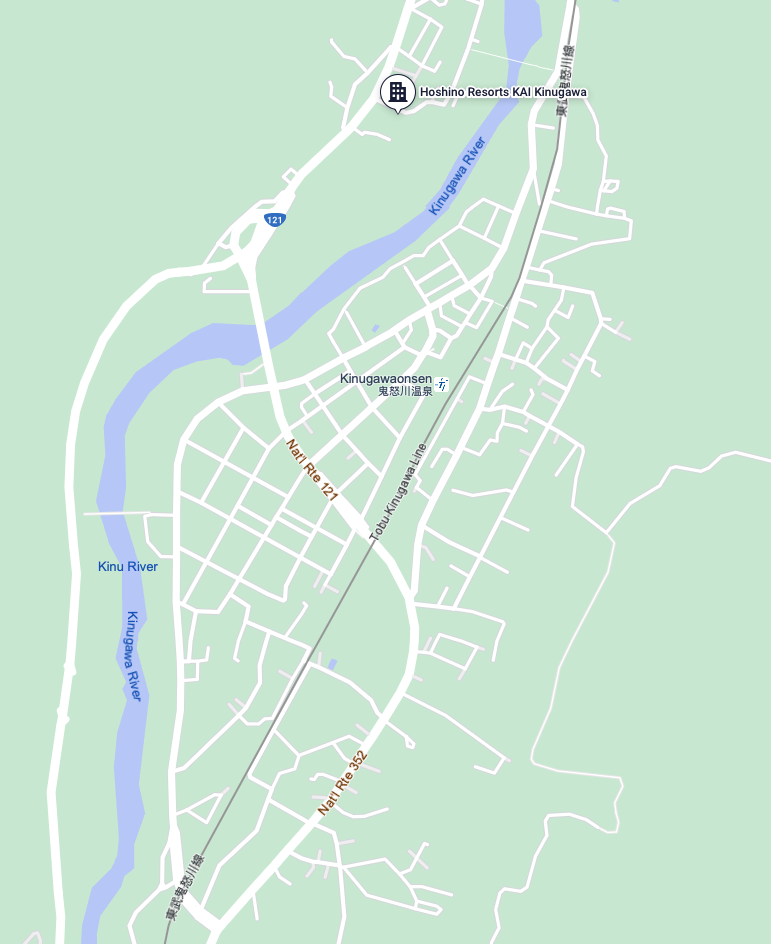 東武鬼怒川線
Hoshino Resorts KAI Kinugawa
Kinugawa River
121
Kinugawaonsen
鬼怒川温泉
Nat'l Rte 121
Tobu-Kinugawa-Line
Kinu River
Kinugawa River
Nat'l Rte 352
東武鬼怒川線